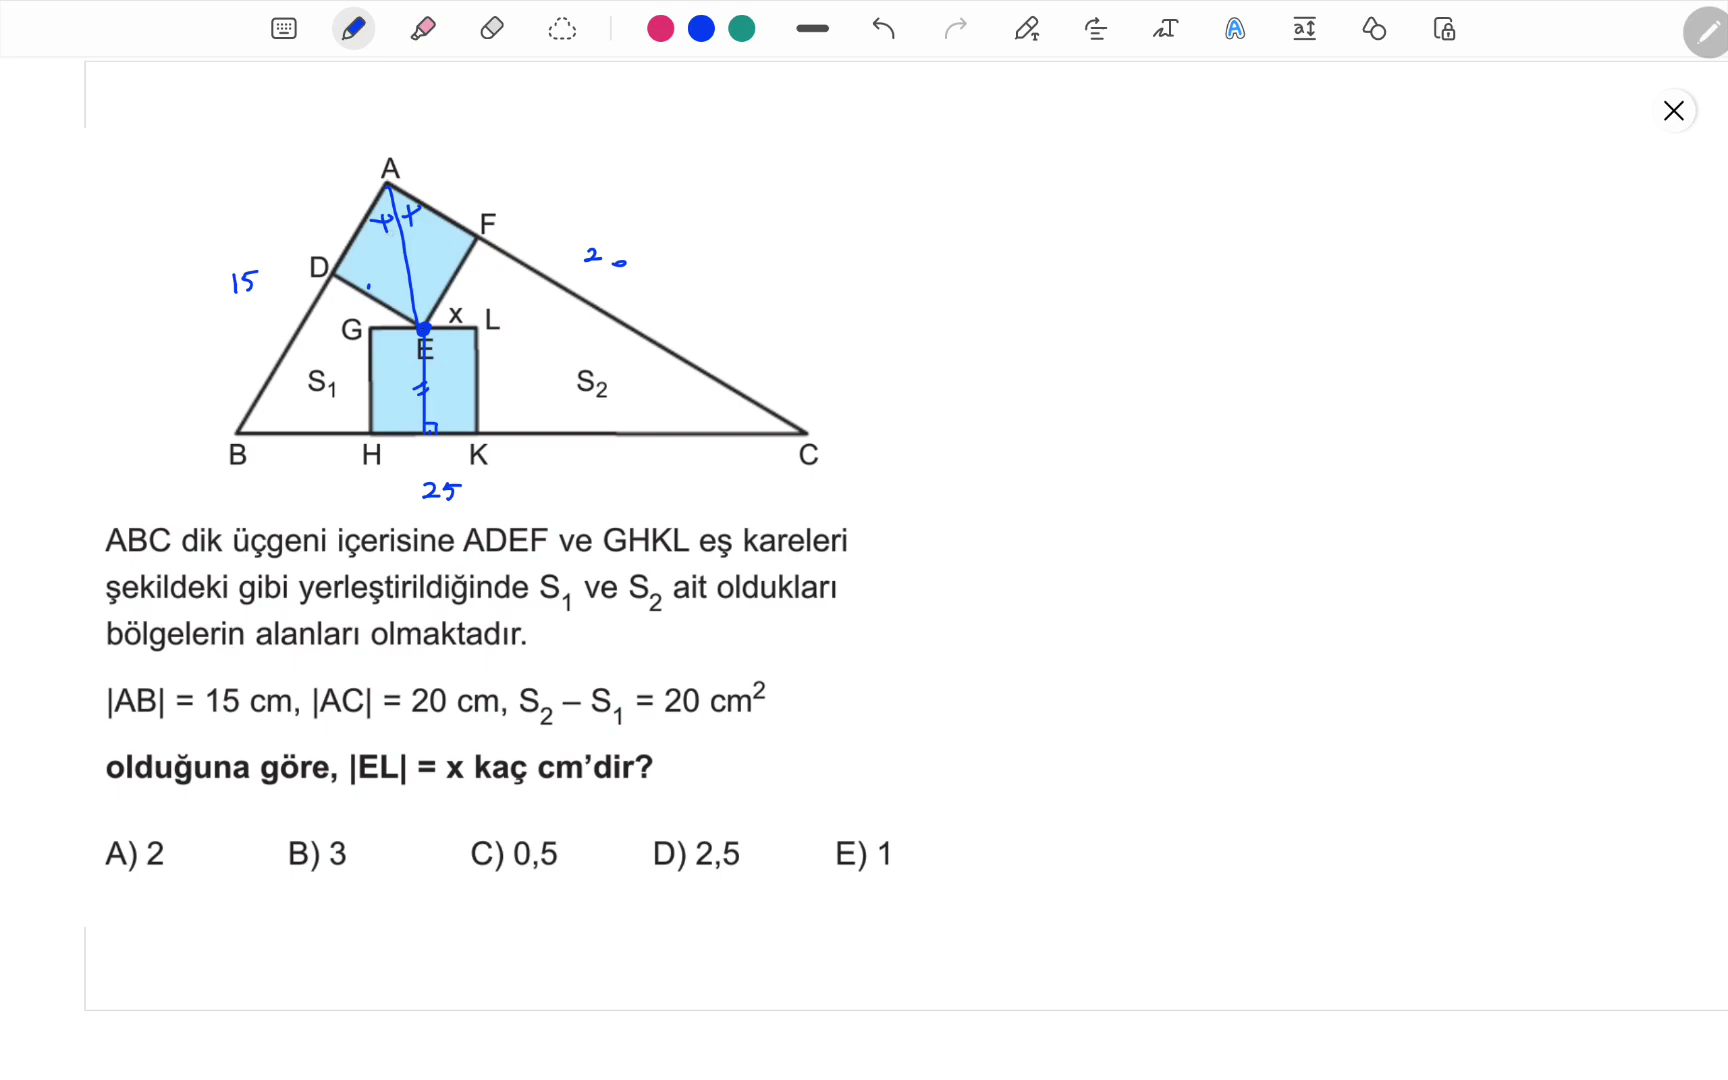 A
F
D
15
20
G
x
L
E
S1
S2
B
H
K
C
25
ABC dik üçgeni içerisine ADEF ve GHKL eş kareleri
şekildeki gibi yerleştirildiğinde S1 ve S2 ait oldukları
bölgelerin alanları olmaktadır.
|AB| = 15 cm, |AC| = 20 cm, S2 – S1 = 20 cm²
olduğuna göre, |EL| = x kaç cm’dir?
A) 2 B) 3 C) 0,5 D) 2,5 E) 1